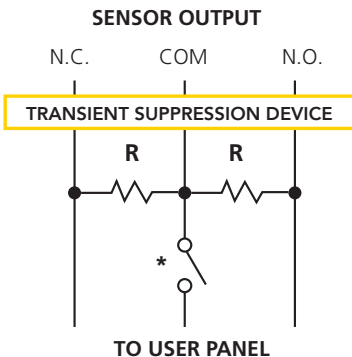 SENSOR OUTPUT
N.C. COM N.O.
TRANSIENT SUPPRESSION DEVICE
R R
*
TO USER PANEL